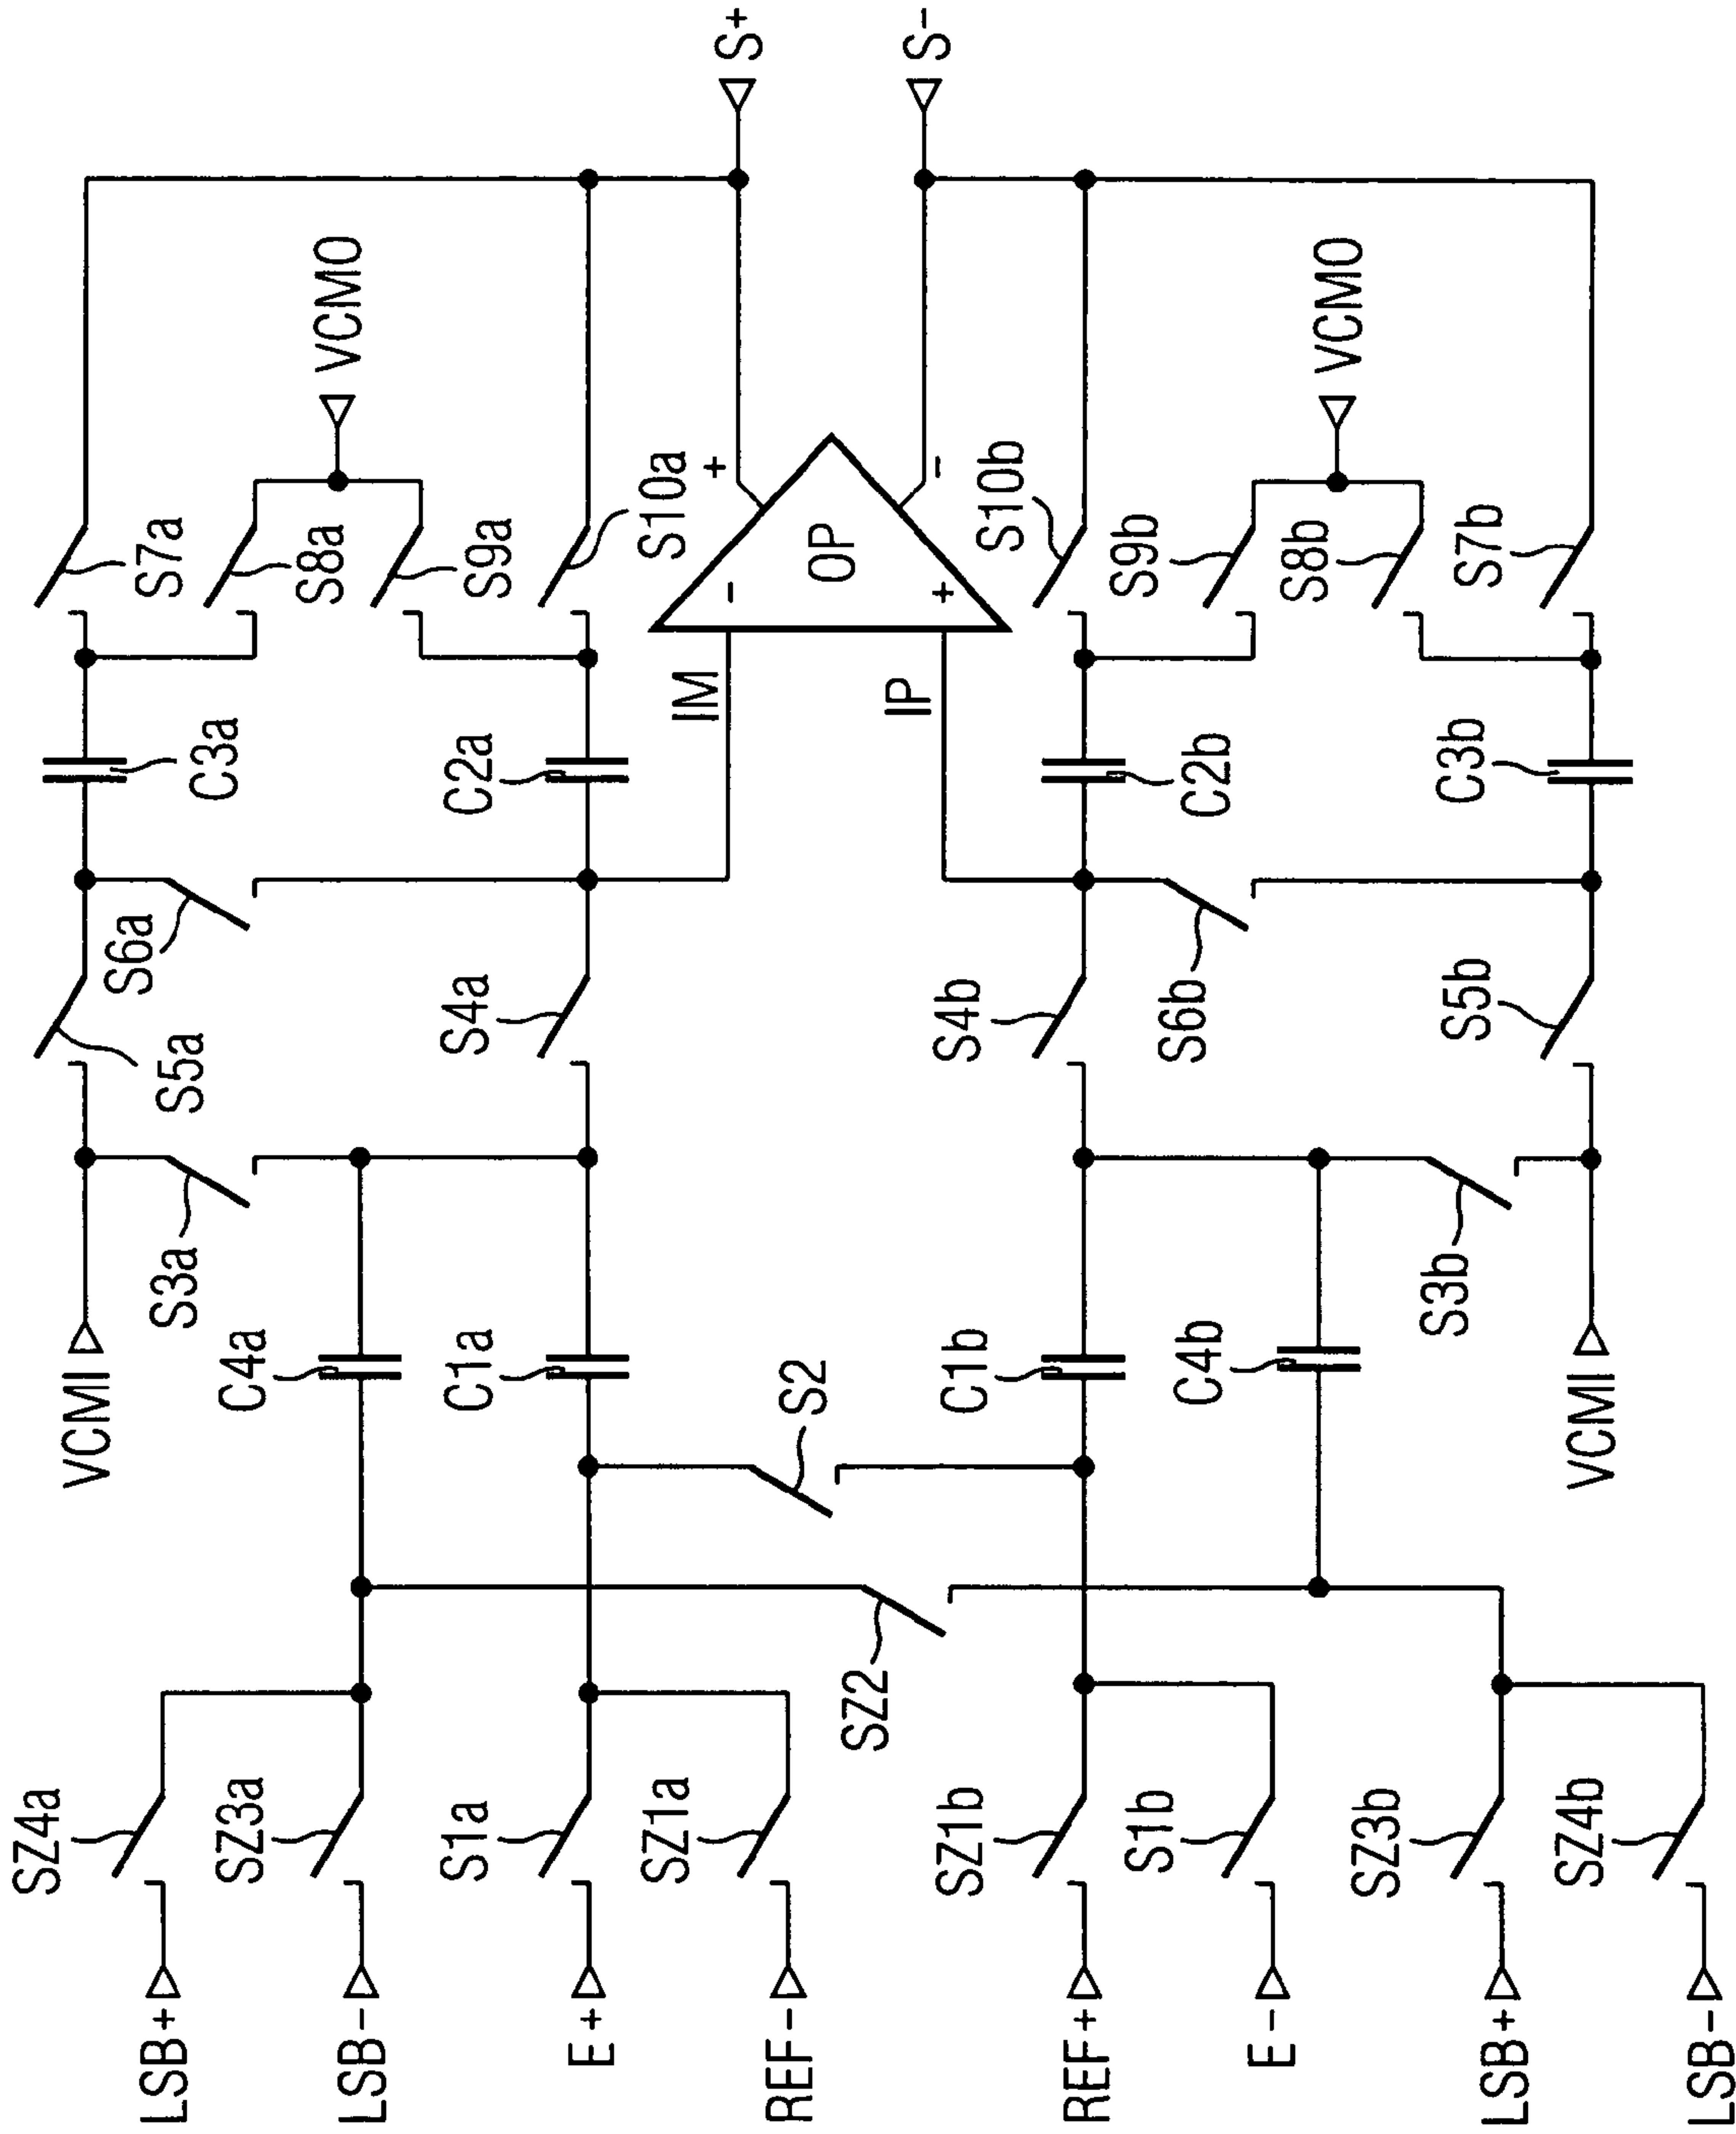 S+
S-
VCMO
VCMO
S7a
S8a
S9a
S10a
+
-
OP
-
+
S10b
S9b
S8b
S7b
IM
IP
C3a
C2a
C2b
C3b
S6a
S5a
S4a
S4b
S6b
S5b
S3a
S3b
VCMI
C4a
C1a
S2
C1b
C4b
VCMI
SZ2
SZ4a
SZ3a
S1a
SZ1a
SZ1b
S1b
SZ3b
SZ4b
LSB+
LSB-
E+
REF-
REF+
E-
LSB+
LSB-